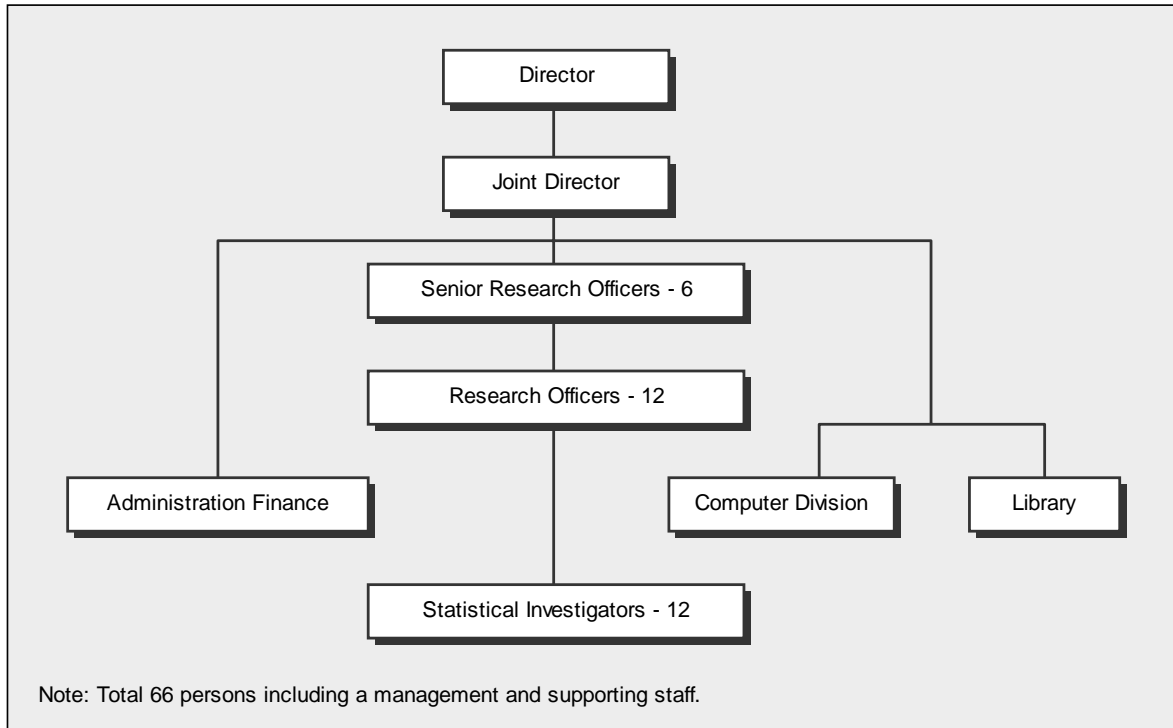 Director
Joint Director
Senior Research Officers - 6
Research Officers - 12
Administration Finance
Computer Division
Library
Statistical Investigators - 12
Note: Total 66 persons including a management and supporting staff.